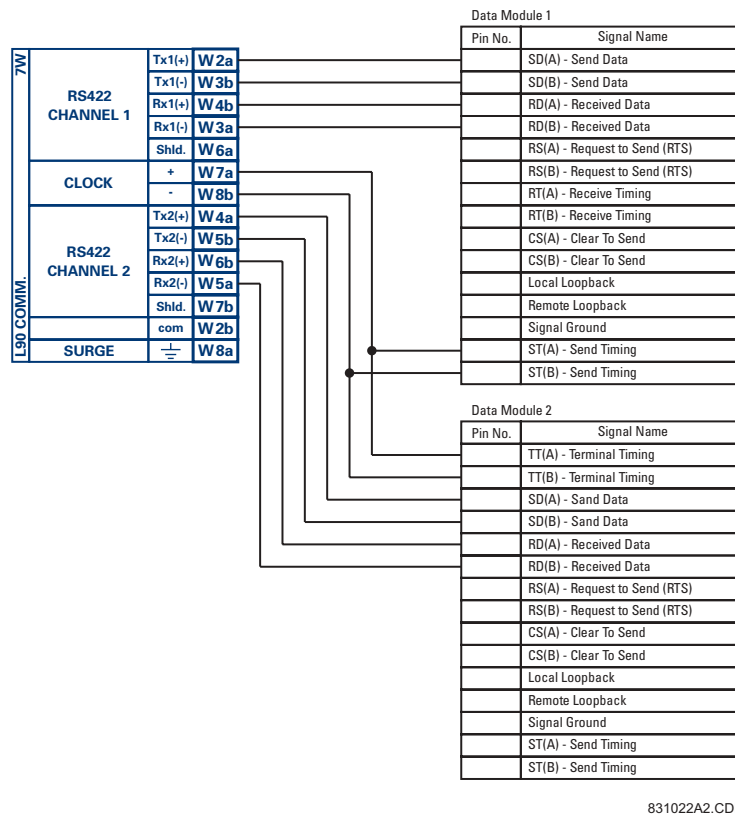 Data Module 1
Pin No. Signal Name
7W
L90 COMM.
RS422
CHANNEL 1
Tx1(+) W2a
Tx1(-) W3b
Rx1(+) W4b
Rx1(-) W3a
Shld. W6a
CLOCK
+ W7a
- W8b
RS422
CHANNEL 2
Tx2(+) W4a
Tx2(-) W5b
Rx2(+) W6b
Rx2(-) W5a
Shld. W7b
com W2b
SURGE W8a
SD(A) - Send Data
SD(B) - Send Data
RD(A) - Received Data
RD(B) - Received Data
RS(A) - Request to Send (RTS)
RS(B) - Request to Send (RTS)
RT(A) - Receive Timing
RT(B) - Receive Timing
CS(A) - Clear To Send
CS(B) - Clear To Send
Local Loopback
Remote Loopback
Signal Ground
ST(A) - Send Timing
ST(B) - Send Timing
Data Module 2
Pin No. Signal Name
TT(A) - Terminal Timing
TT(B) - Terminal Timing
SD(A) - Sand Data
SD(B) - Sand Data
RD(A) - Received Data
RD(B) - Received Data
RS(A) - Request to Send (RTS)
RS(B) - Request to Send (RTS)
CS(A) - Clear To Send
CS(B) - Clear To Send
Local Loopback
Remote Loopback
Signal Ground
ST(A) - Send Timing
ST(B) - Send Timing
831022A2.CD